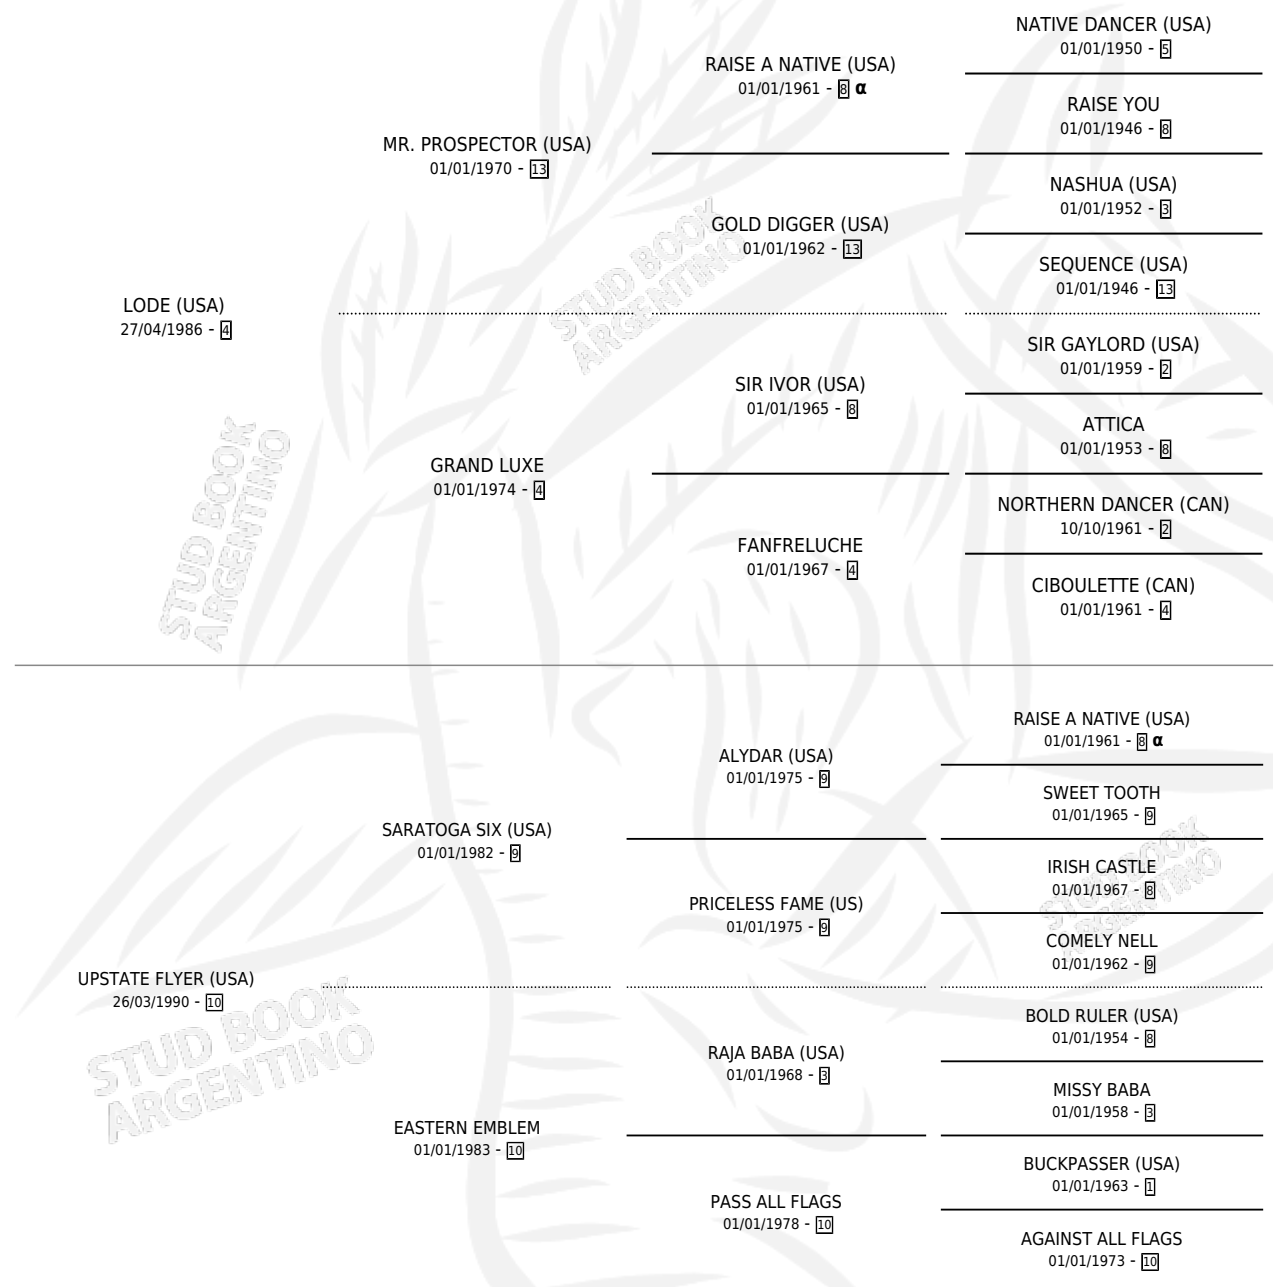 NATIVE DANCER (USA)
01/01/1950 - 5
RAISE A NATIVE (USA)
01/01/1961 - 8 α
RAISE YOU
01/01/1946 - 8
MR. PROSPECTOR (USA)
01/01/1970 - 13
NASHUA (USA)
01/01/1952 - 3
GOLD DIGGER (USA)
01/01/1962 - 13
SEQUENCE (USA)
01/01/1946 - 13
LODE (USA)
27/04/1986 - 4
SIR GAYLORD (USA)
01/01/1959 - 2
SIR IVOR (USA)
01/01/1965 - 8
ATTICA
01/01/1953 - 8
GRAND LUXE
01/01/1974 - 4
NORTHERN DANCER (CAN)
10/10/1961 - 2
FANFRELUCHE
01/01/1967 - 4
CIBOULETTE (CAN)
01/01/1961 - 4
RAISE A NATIVE (USA)
01/01/1961 - 8 α
ALYDAR (USA)
01/01/1975 - 9
SWEET TOOTH
01/01/1965 - 9
SARATOGA SIX (USA)
01/01/1982 - 9
IRISH CASTLE
01/01/1967 - 8
PRICELESS FAME (US)
01/01/1975 - 9
COMELY NELL
01/01/1962 - 9
UPSTATE FLYER (USA)
26/03/1990 - 10
BOLD RULER (USA)
01/01/1954 - 8
RAJA BABA (USA)
01/01/1968 - 3
MISSY BABA
01/01/1958 - 3
EASTERN EMBLEM
01/01/1983 - 10
BUCKPASSER (USA)
01/01/1963 - 1
PASS ALL FLAGS
01/01/1978 - 10
AGAINST ALL FLAGS
01/01/1973 - 10
STUD BOOK
ARGENTINO
STUD BOOK
ARGENTINO
STUD BOOK
ARGENTINO
STUD BOOK
ARGENTINO